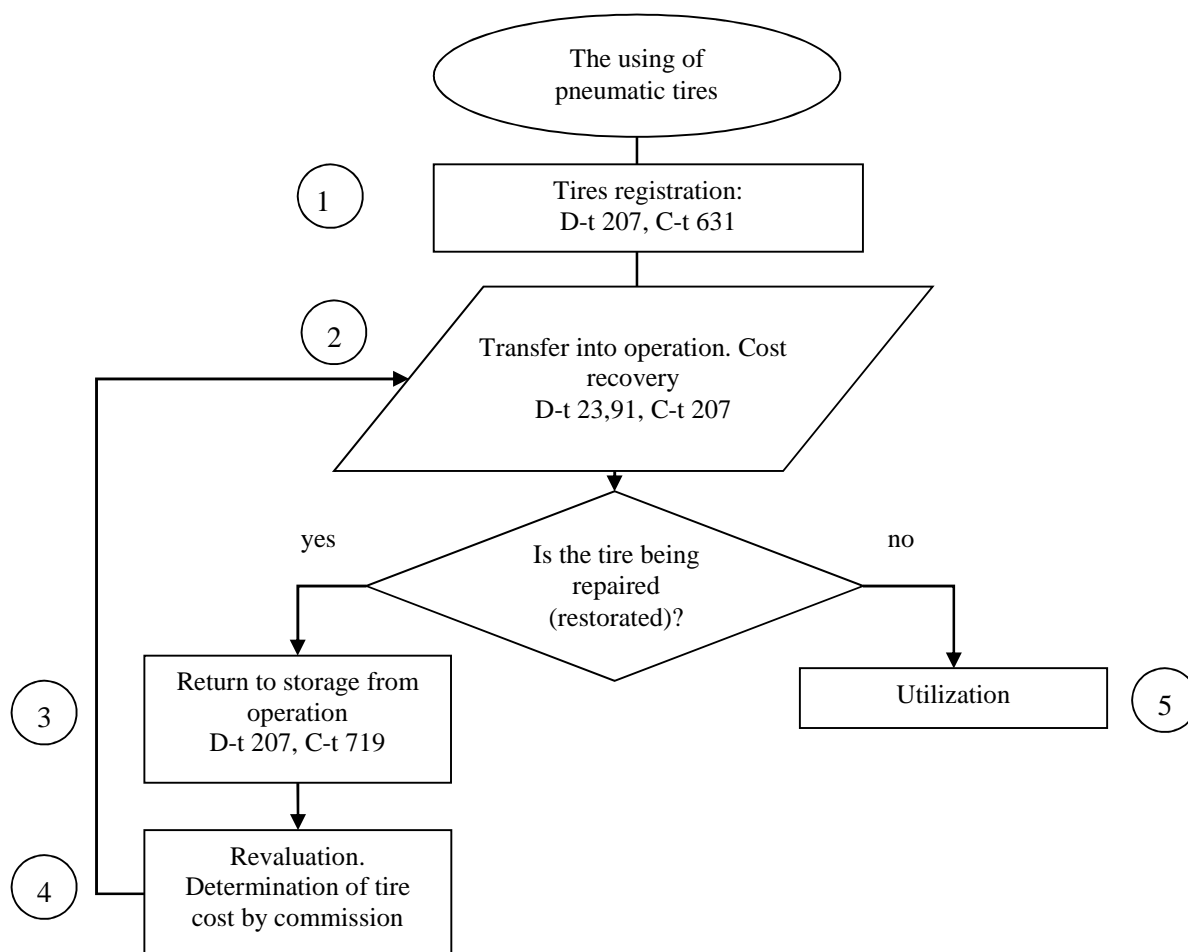 The using of
pneumatic tires
1
Tires registration:
D-t 207, C-t 631
2
Transfer into operation. Cost
recovery
D-t 23,91, C-t 207
yes
no
Is the tire being
repaired
(restorated)?
3
Return to storage from
operation
D-t 207, C-t 719
Utilization
5
4
Revaluation.
Determination of tire
cost by commission